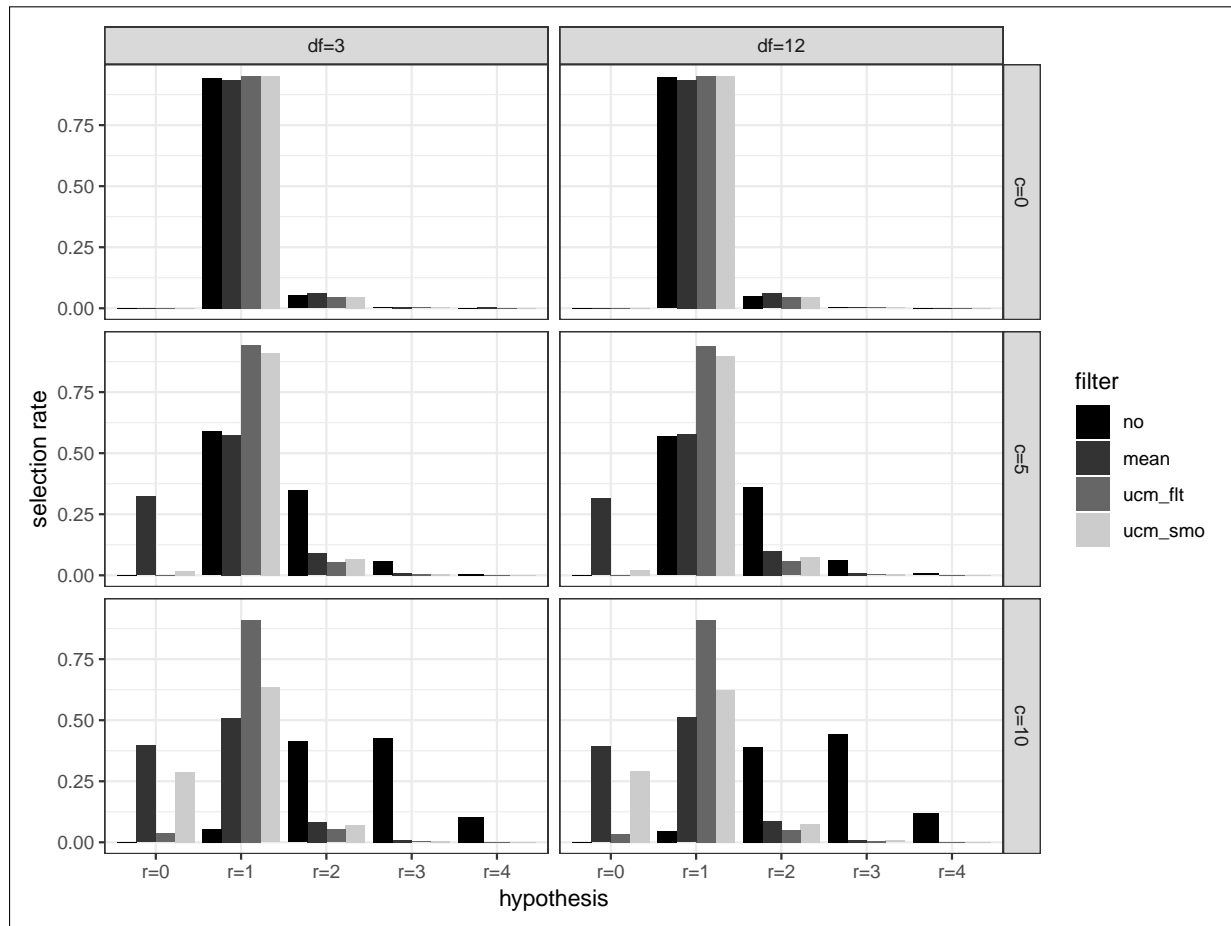 df=3
df=12
c=0
0.75
0.50
0.25
0.00
c=5
0.75
0.50
0.25
0.00
c=10
0.75
0.50
0.25
0.00
selection rate
r=0
r=1
r=2
r=3
r=4
r=0
r=1
r=2
r=3
r=4
hypothesis
filter
no
mean
ucm_flt
ucm_smo